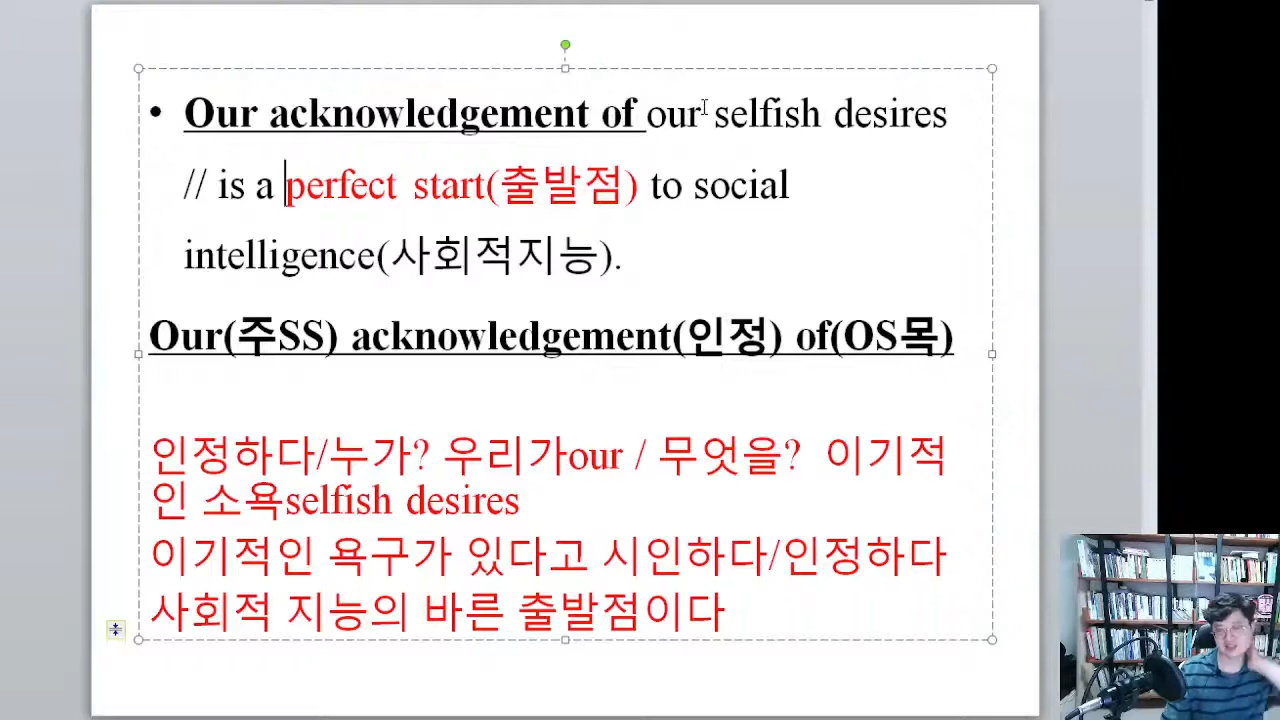 • Our acknowledgement of our selfish desires
// is a perfect start(출발점) to social
intelligence(사회적지능).
Our(주SS) acknowledgement(인정) of(OS목)
인정하다/누가? 우리가our / 무엇을? 이기적
인 소욕selfish desires
이기적인 욕구가 있다고 시인하다/인정하다
사회적 지능의 바른 출발점이다